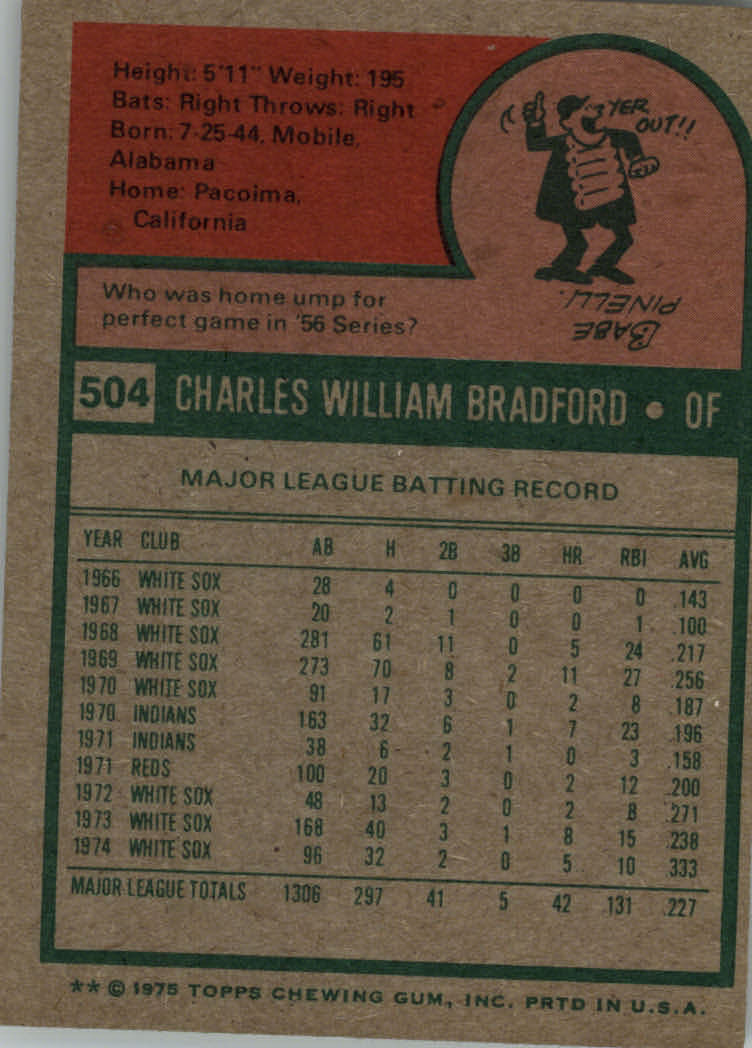 Height: 5'11" Weight: 195
Bats: Right Throws: Right
Born: 7-25-44, Mobile,
Alabama
Home: Pacoima,
California
YER
OUT!!
BABE
PINELLI.
Who was home ump for
perfect game in '56 Series?
504 CHARLES WILLIAM BRADFORD • OF
MAJOR LEAGUE BATTING RECORD
YEAR CLUB AB H 2B 3B HR RBI AVG
1966 WHITE SOX 28 4 0 0 0 0 .143
1967 WHITE SOX 20 2 1 0 0 1 .100
1968 WHITE SOX 281 61 11 0 5 24 .217
1969 WHITE SOX 273 70 8 2 11 27 .256
1970 WHITE SOX 91 17 3 0 2 8 .187
1970 INDIANS 163 32 6 1 7 23 .196
1971 INDIANS 38 6 2 1 0 3 .158
1971 REDS 100 20 3 0 2 12 .200
1972 WHITE SOX 48 13 2 0 2 8 .271
1973 WHITE SOX 168 40 3 1 8 15 .238
1974 WHITE SOX 96 32 2 0 5 10 .333
MAJOR LEAGUE TOTALS 1306 297 41 5 42 131 .227
** © 1975 TOPPS CHEWING GUM, INC. PRTD IN U.S.A.